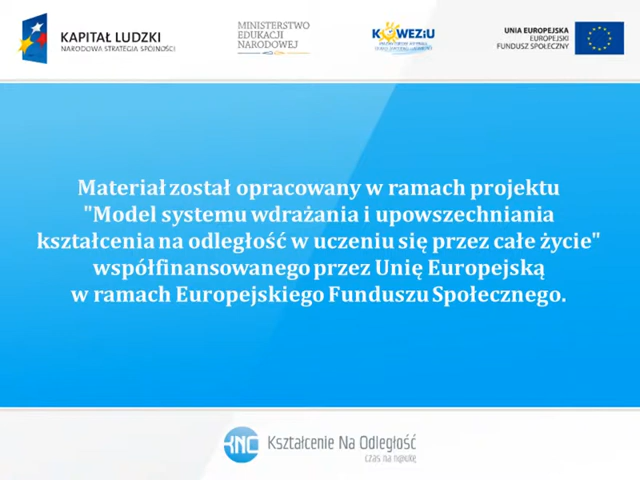 KAPITAŁ LUDZKI
NARODOWA STRATEGIA SPÓJNOŚCI
MINISTERSTWO
EDUKACJI
NARODOWEJ
KOWEZiU
UNIA EUROPEJSKA
EUROPEJSKI
FUNDUSZ SPOŁECZNY
Materiał został opracowany w ramach projektu
"Model systemu wdrażania i upowszechniania
kształcenia na odległość w uczeniu się przez całe życie"
współfinansowanego przez Unię Europejską
w ramach Europejskiego Funduszu Społecznego.
KNO Kształcenie Na Odległość
czas na naukę